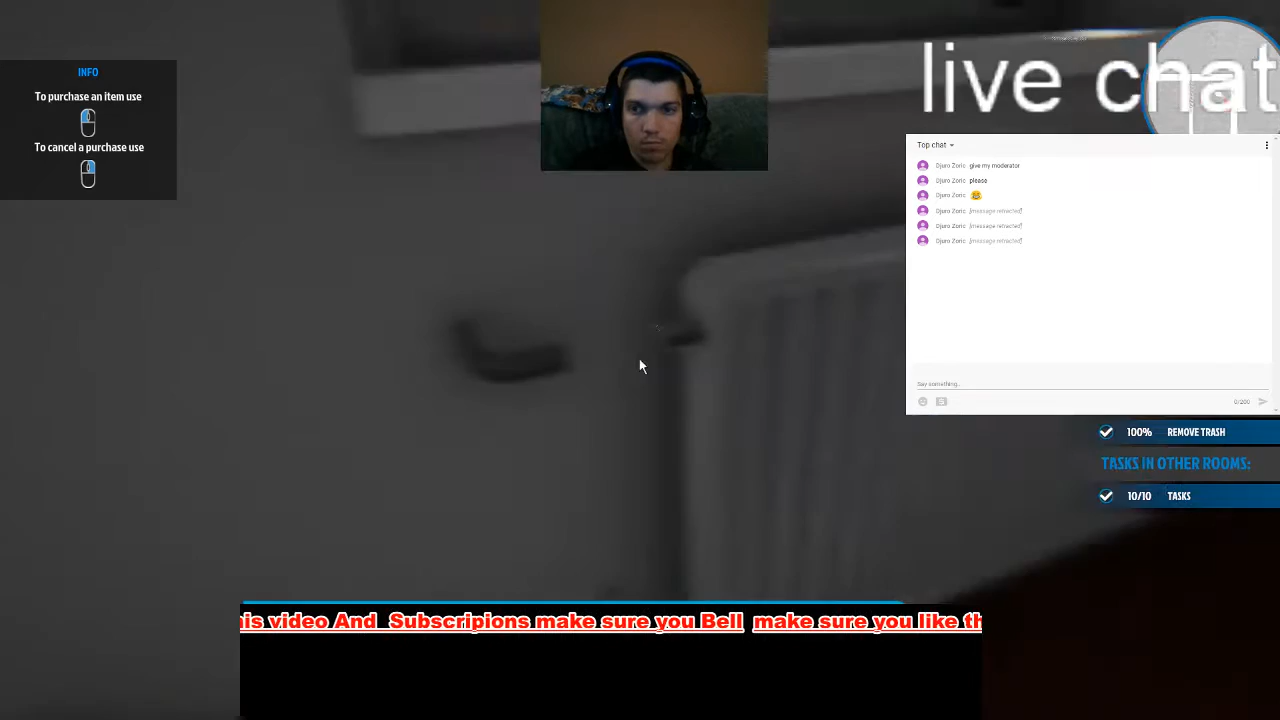 INFO
To purchase an item use
To cancel a purchase use
live chat
Top chat
Djuro Zoric give my moderator
Djuro Zoric please
Djuro Zoric
Djuro Zoric [message retracted]
Djuro Zoric [message retracted]
Djuro Zoric [message retracted]
Say something..
0/200
100% REMOVE TRASH
TASKS IN OTHER ROOMS:
10/10 TASKS
his video And Subscripions make sure you Bell make sure you like th